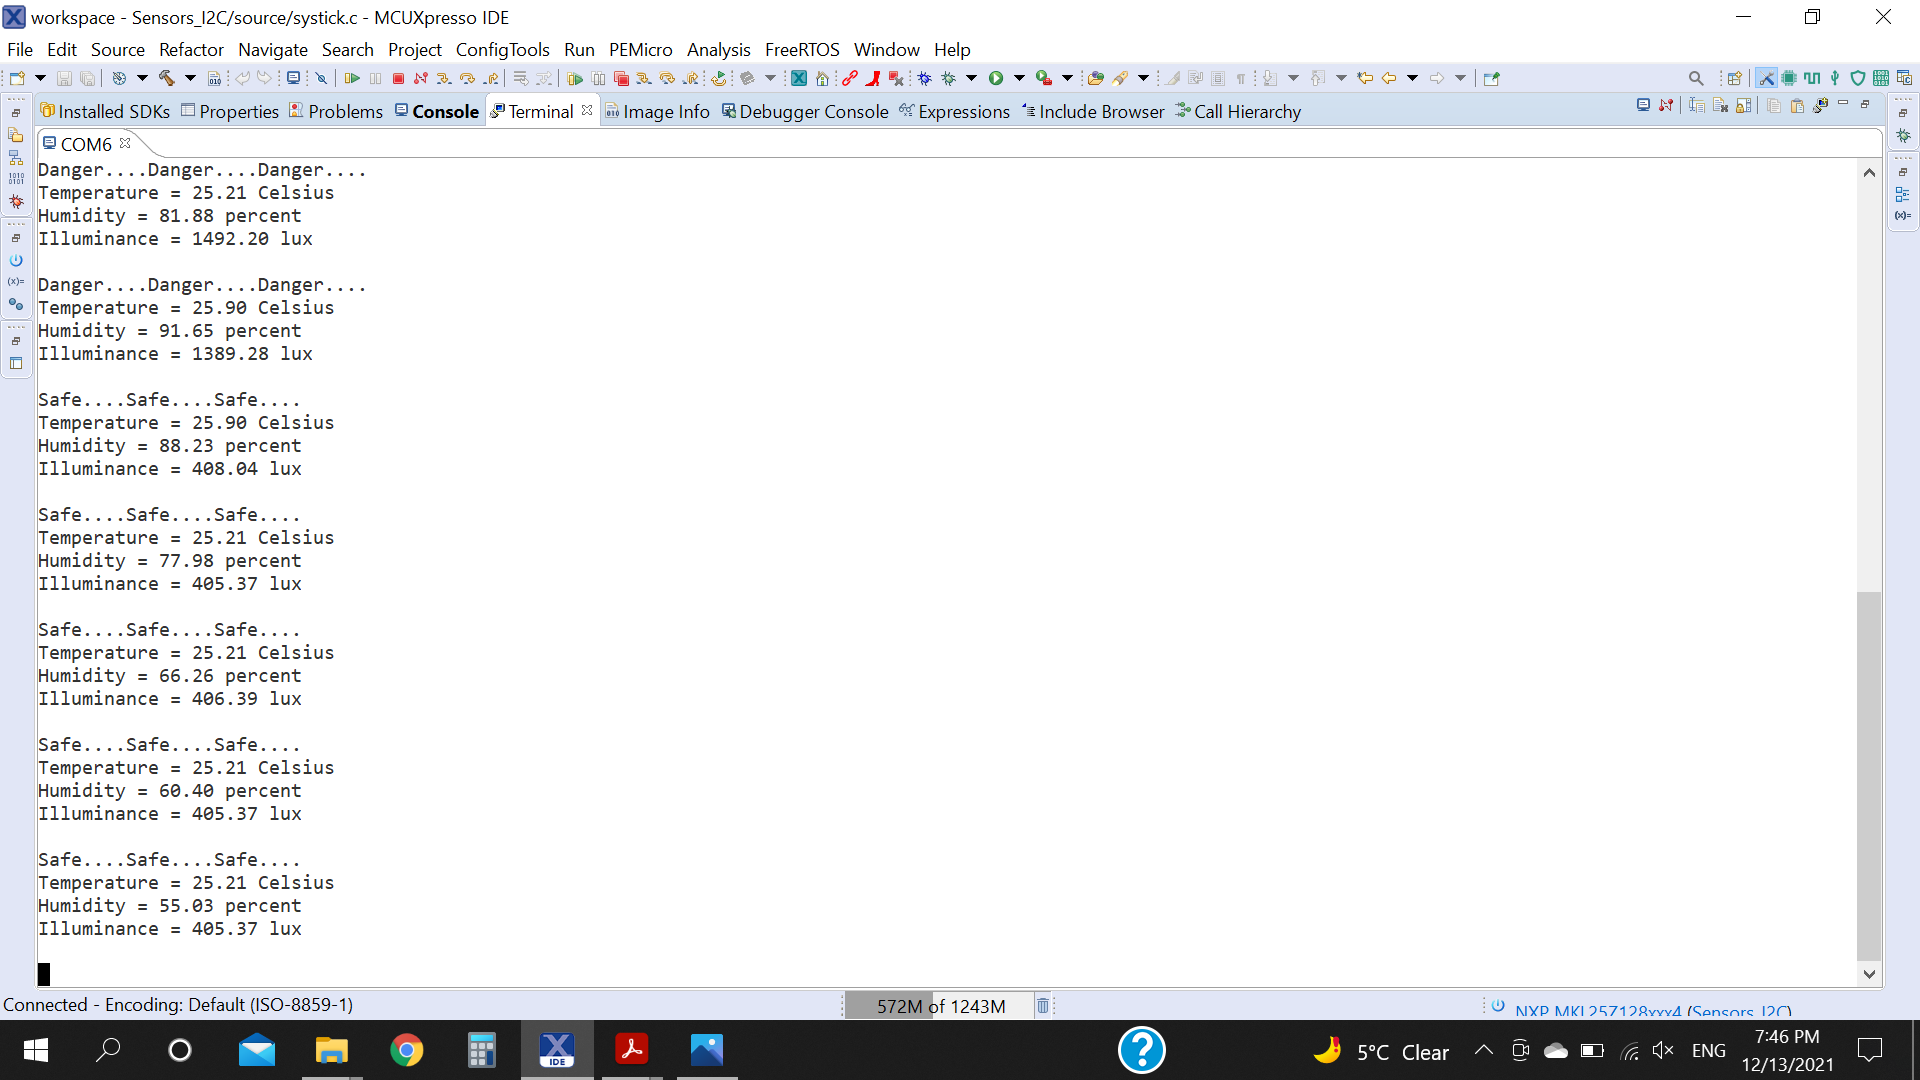 workspace - Sensors_I2C/source/systick.c - MCUXpresso IDE
File Edit Source Refactor Navigate Search Project ConfigTools Run PEMicro Analysis FreeRTOS Window Help
Installed SDKs Properties Problems Console Terminal Image Info Debugger Console Expressions Include Browser Call Hierarchy
COM6
Danger....Danger....Danger....
Temperature = 25.21 Celsius
Humidity = 81.88 percent
Illuminance = 1492.20 lux
Danger....Danger....Danger....
Temperature = 25.90 Celsius
Humidity = 91.65 percent
Illuminance = 1389.28 lux
Safe....Safe....Safe....
Temperature = 25.90 Celsius
Humidity = 88.23 percent
Illuminance = 408.04 lux
Safe....Safe....Safe....
Temperature = 25.21 Celsius
Humidity = 77.98 percent
Illuminance = 405.37 lux
Safe....Safe....Safe....
Temperature = 25.21 Celsius
Humidity = 66.26 percent
Illuminance = 406.39 lux
Safe....Safe....Safe....
Temperature = 25.21 Celsius
Humidity = 60.40 percent
Illuminance = 405.37 lux
Safe....Safe....Safe....
Temperature = 25.21 Celsius
Humidity = 55.03 percent
Illuminance = 405.37 lux
Connected - Encoding: Default (ISO-8859-1)
572M of 1243M
NXP MKL25Z128xxx4 (Sensors_I2C)
IDE
5°C Clear
ENG
7:46 PM
12/13/2021